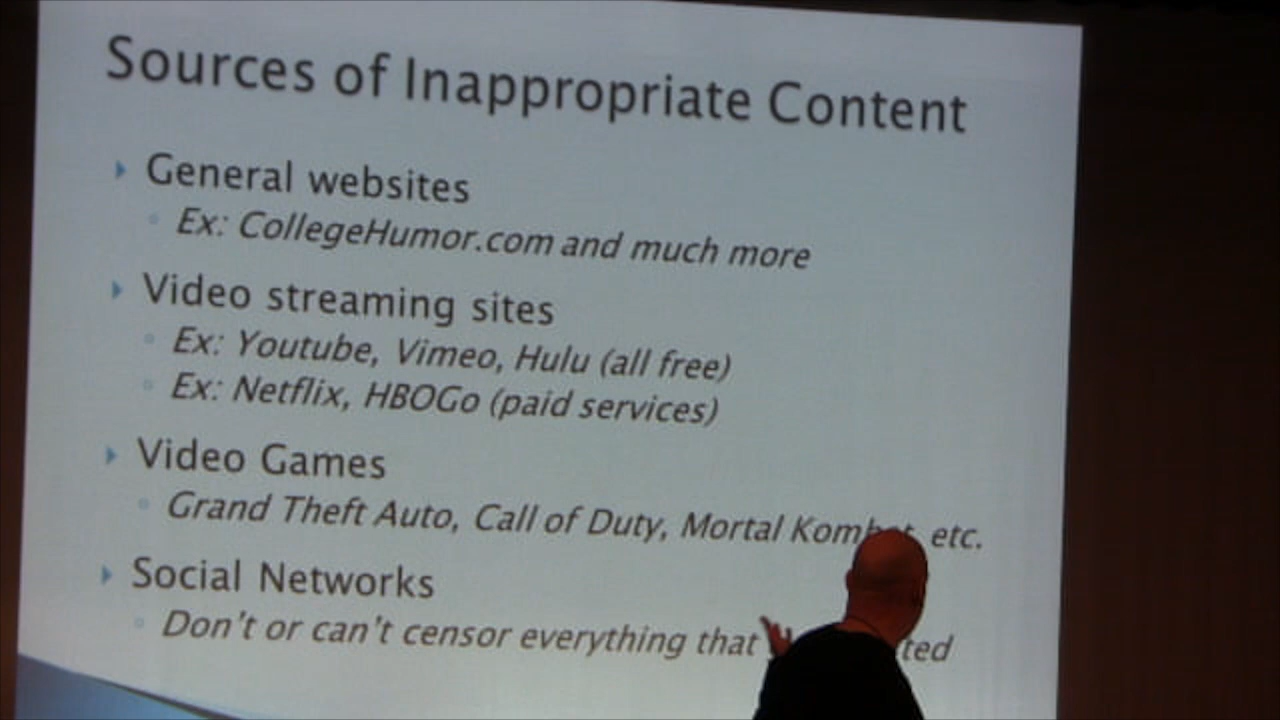 Sources of Inappropriate Content
General websites
Ex: CollegeHumor.com and much more
Video streaming sites
Ex: Youtube, Vimeo, Hulu (all free)
Ex: Netflix, HBOGo (paid services)
Video Games
Grand Theft Auto, Call of Duty, Mortal Kombat, etc.
Social Networks
Don't or can't censor everything that